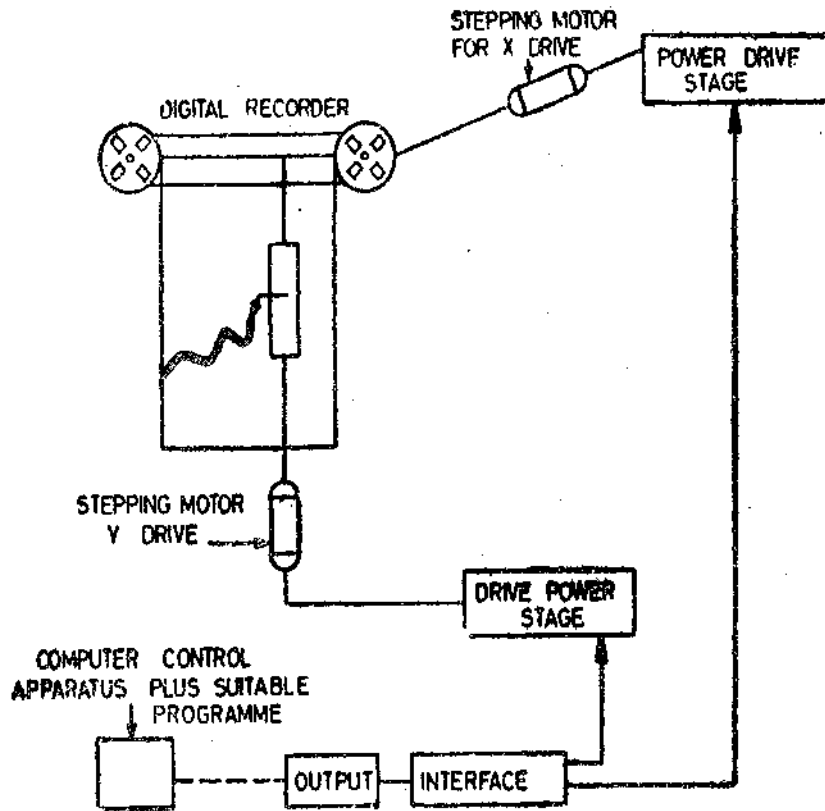 STEPPING MOTOR
FOR X DRIVE
POWER DRIVE
STAGE
DIGITAL RECORDER
STEPPING MOTOR
Y DRIVE
DRIVE POWER
STAGE
COMPUTER CONTROL
APPARATUS PLUS SUITABLE
PROGRAMME
OUTPUT
INTERFACE